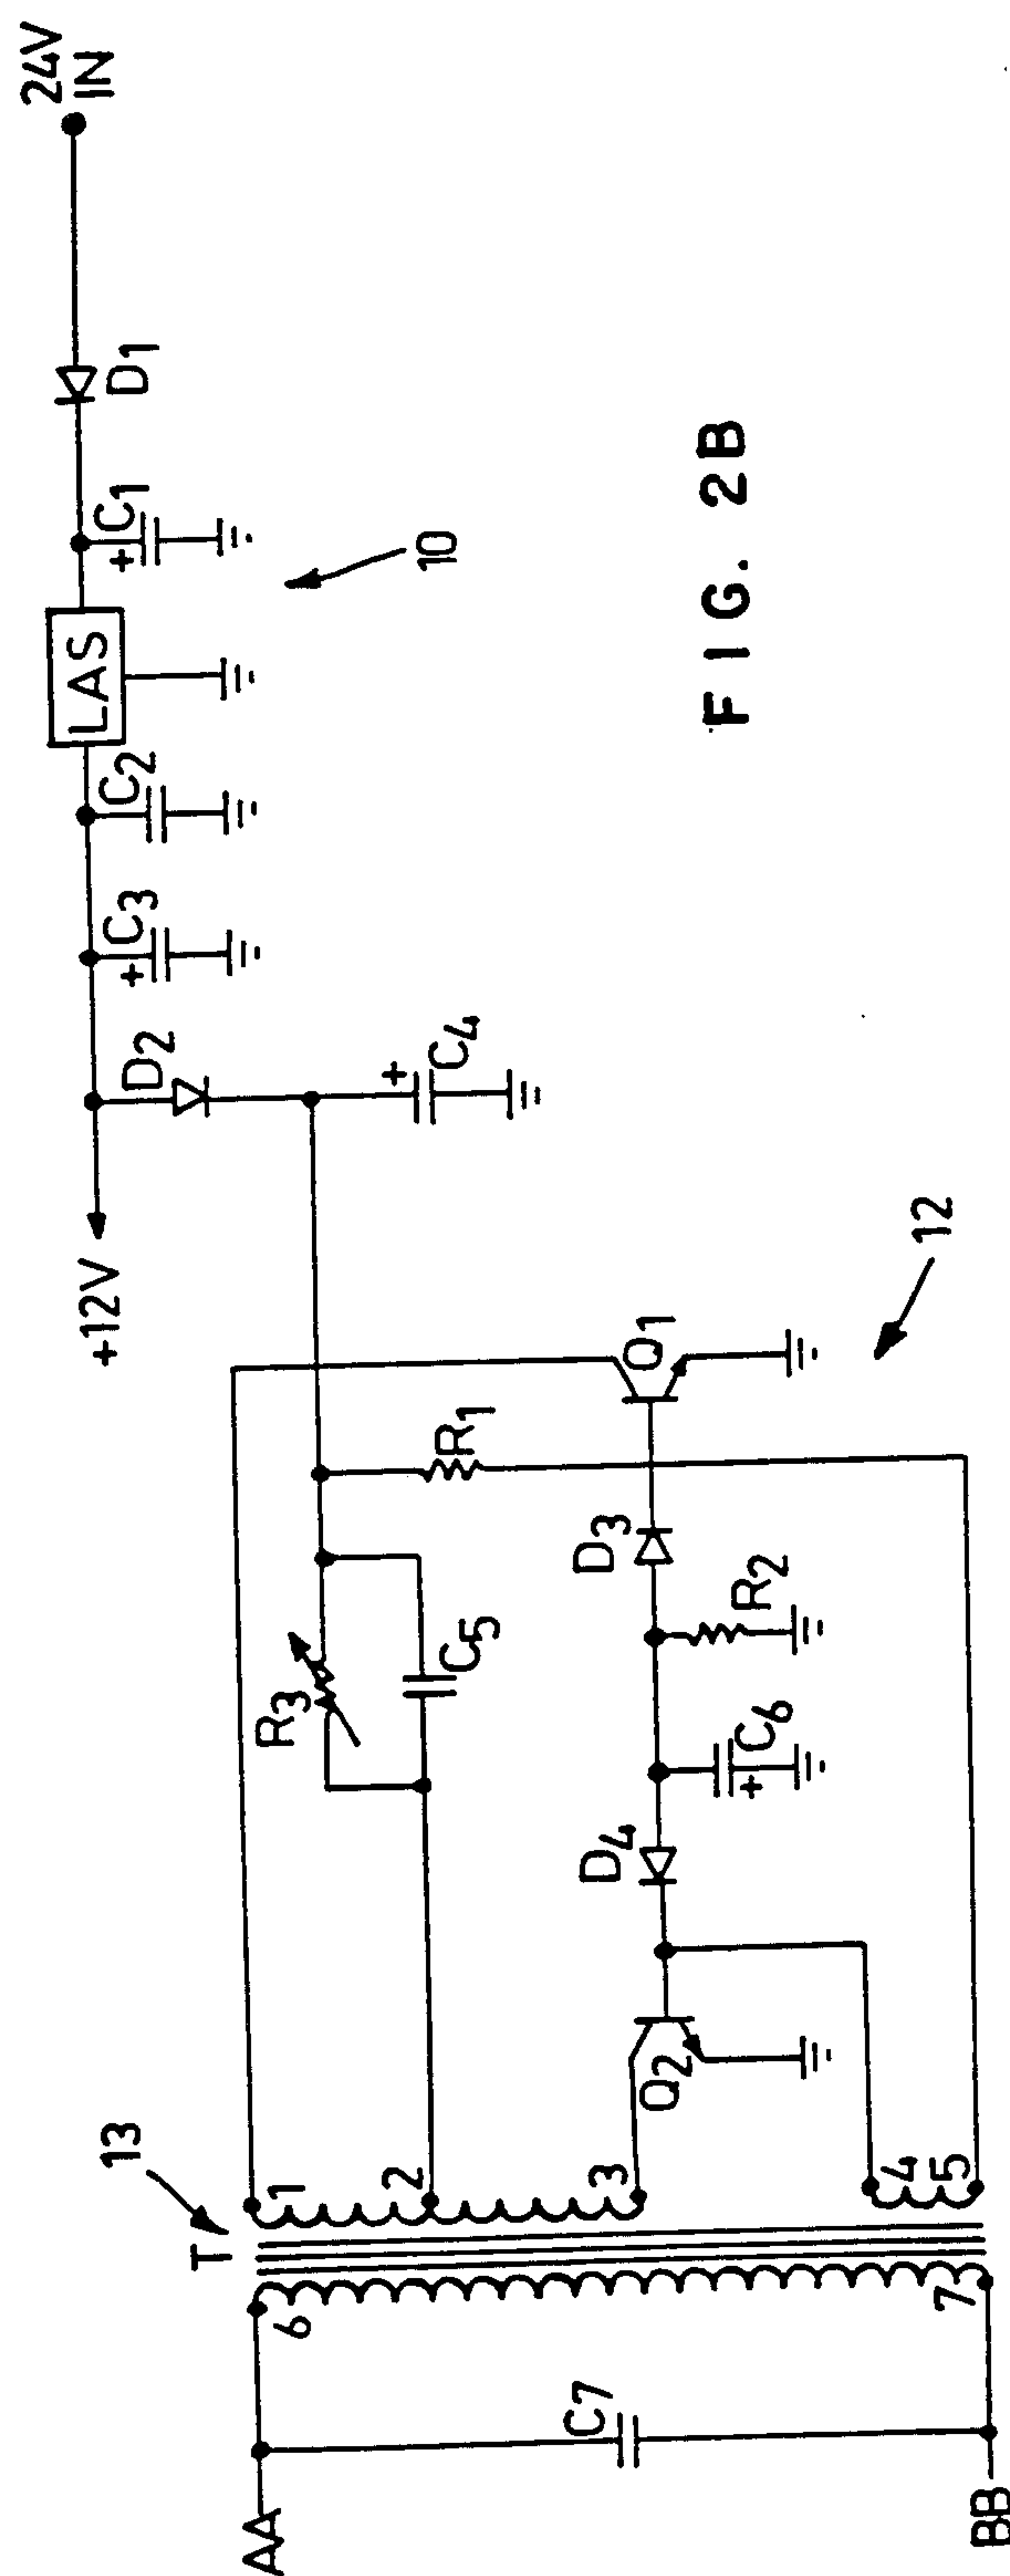 24V
IN
D1
C1
+
LAS
10
C2
C3
+
D2
+12V
+
C4
F I G. 2B
12
Q1
R1
D3
R2
R3
C5
C6
+
D4
Q2
13
T
1
2
3
4
5
6
7
C7
AA
BB